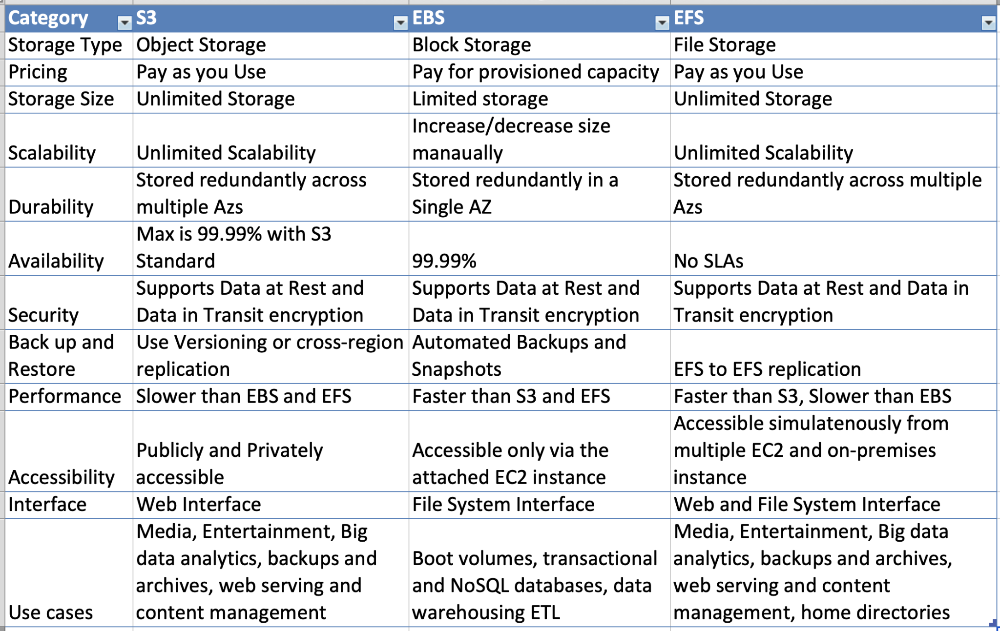 Category S3 EBS EFS
Storage Type Object Storage Block Storage File Storage
Pricing Pay as you Use Pay for provisioned capacity Pay as you Use
Storage Size Unlimited Storage Limited storage Unlimited Storage
Scalability Unlimited Scalability
Increase/decrease size
manaually
Unlimited Scalability
Durability
Stored redundantly across
multiple Azs
Stored redundantly in a
Single AZ
Stored redundantly across multiple
Azs
Availability
Max is 99.99% with S3
Standard
99.99%
No SLAs
Security
Supports Data at Rest and
Data in Transit encryption
Supports Data at Rest and
Data in Transit encryption
Supports Data at Rest and Data in
Transit encryption
Back up and
Restore
Use Versioning or cross-region
replication
Automated Backups and
Snapshots
EFS to EFS replication
Performance Slower than EBS and EFS Faster than S3 and EFS Faster than S3, Slower than EBS
Accessibility
Publicly and Privately
accessible
Accessible only via the
attached EC2 instance
Accessible simulatenously from
multiple EC2 and on-premises
instance
Interface Web Interface File System Interface Web and File System Interface
Use cases
Media, Entertainment, Big
data analytics, backups and
archives, web serving and
content management
Boot volumes, transactional
and NoSQL databases, data
warehousing ETL
Media, Entertainment, Big data
analytics, backups and archives,
web serving and content
management, home directories